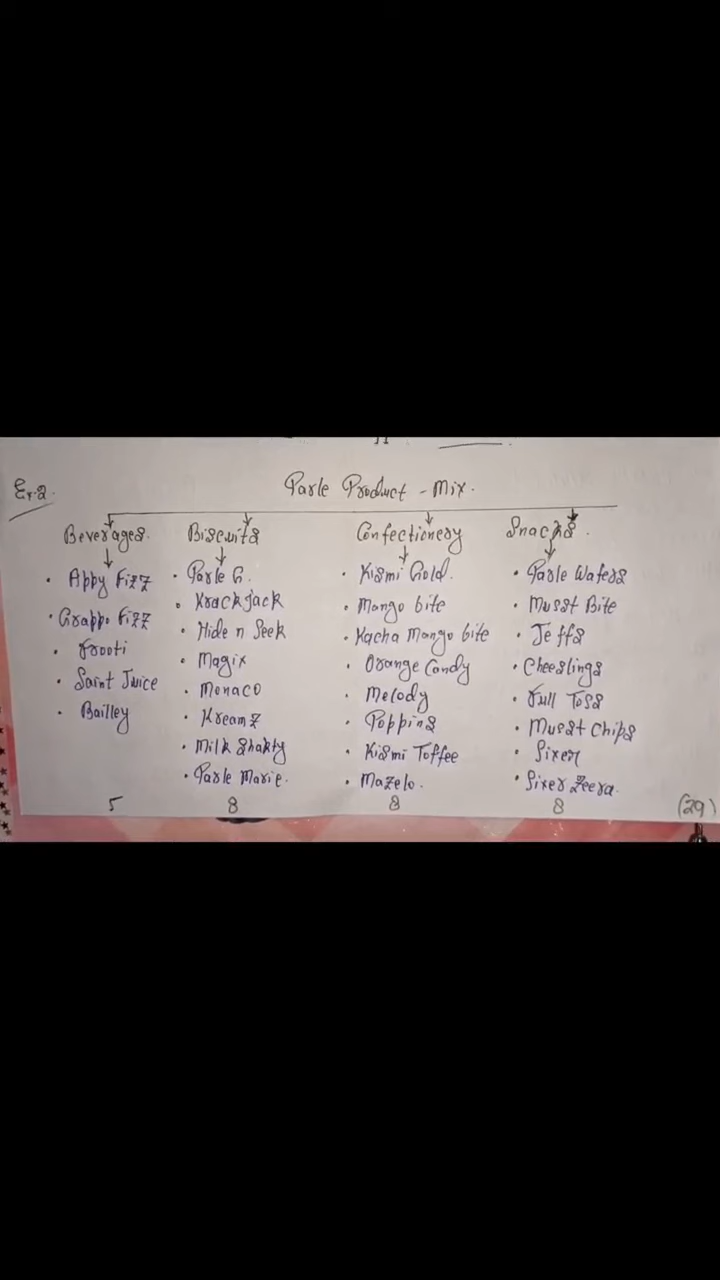 Ex.2.
Parle Product - Mix.
Beverages.
• Appy Fizz
• Grappo Fizz
• Frooti
• Saint Juice
• Bailley
5
Biscuits
• Parle G.
• Krackjack
• Hide n Seek
• Magix
• Monaco
• Kreamz
• Milk Shakty
• Parle Marie.
8
Confectionery
• Kismi Gold.
• Mango bite
• Kacha Mango bite
• Orange Candy
• Melody
• Poppins
• Kismi Toffee
• Mazelo.
8
Snacks.
• Parle Wafers
• Musst Bite
• Jeffs
• Cheeslings
• Full Toss
• Musst Chips
• Sixer
• Sixer Zeera.
8
(29)